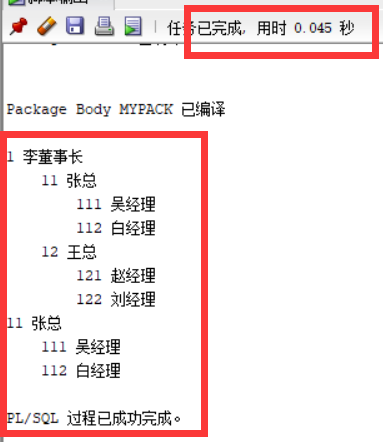 任务已完成, 用时 0.045 秒
Package Body MYPACK 已编译
1 李董事长
11 张总
111 吴经理
112 白经理
12 王总
121 赵经理
122 刘经理
11 张总
111 吴经理
112 白经理
PL/SQL 过程已成功完成。